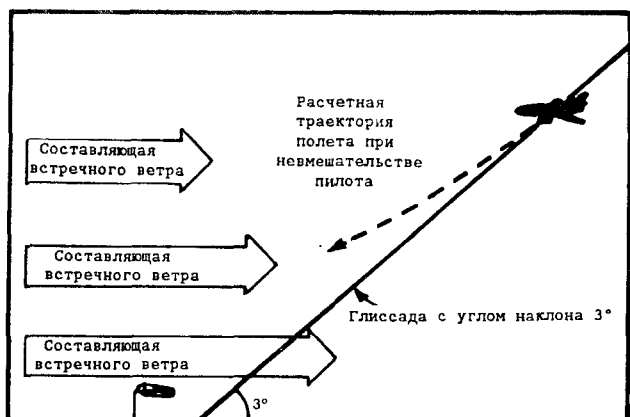 Расчетная
траектория
полета при
невмешательстве
пилота
Составляющая
встречного ветра
Составляющая
встречного ветра
Глиссада с углом наклона 3°
Составляющая
встречного ветра
3°